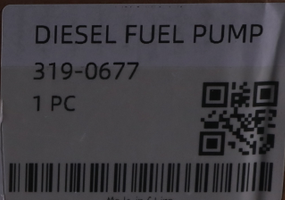 DIESEL FUEL PUMP
319-0677
1 PC